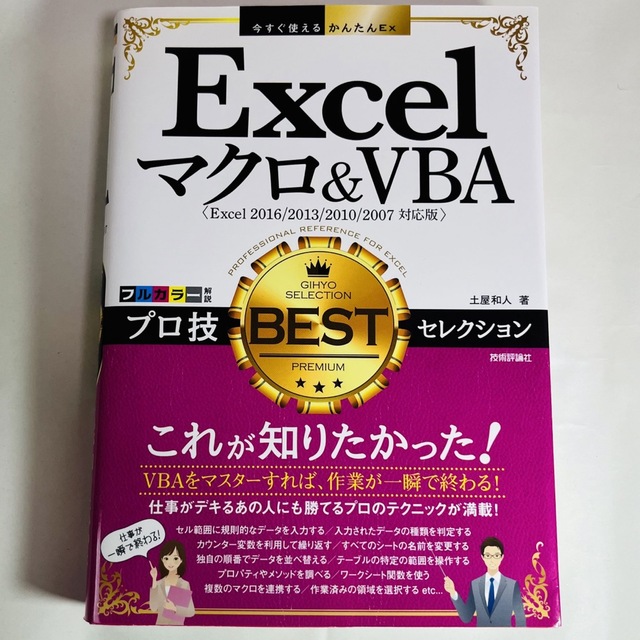 今すぐ使える かんたんEx
Excel
マクロ&VBA
〈Excel 2016/2013/2010/2007 対応版〉
PROFESSIONAL REFERENCE FOR EXCEL
GIHYO
SELECTION
BEST
PREMIUM
フルカラー解説
土屋和人 著
プロ技
セレクション
技術評論社
これが知りたかった!
VBAをマスターすれば、作業が一瞬で終わる!
仕事がデキるあの人にも勝てるプロのテクニックが満載!
セル範囲に規則的なデータを入力する/入力されたデータの種類を判定する
カウンター変数を利用して繰り返す/すべてのシートの名前を変更する
独自の順番でデータを並べ替える/テーブルの特定の範囲を操作する
プロパティやメソッドを調べる/ワークシート関数を使う
複数のマクロを連携する/作業済みの領域を選択する etc...
仕事が
一瞬で終わる!